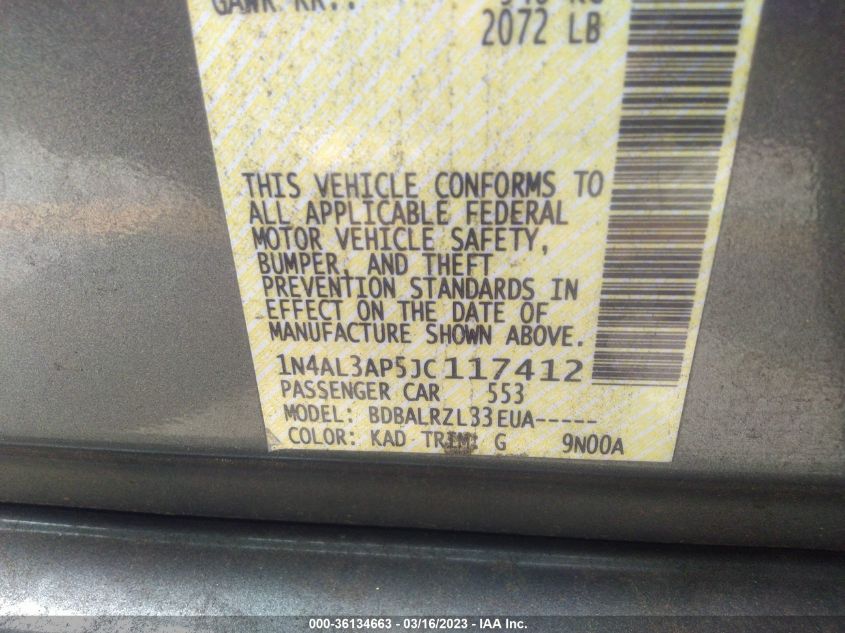 GAWR RR.:
2072 LB
THIS VEHICLE CONFORMS TO
ALL APPLICABLE FEDERAL
MOTOR VEHICLE SAFETY,
BUMPER, AND THEFT
PREVENTION STANDARDS IN
EFFECT ON THE DATE OF
MANUFACTURE SHOWN ABOVE.
1N4AL3AP5JC117412
PASSENGER CAR 553
MODEL: BDBALRZL33EUA-----
COLOR: KAD TRIM: G 9N00A
000-36134663 - 03/16/2023 - IAA Inc.